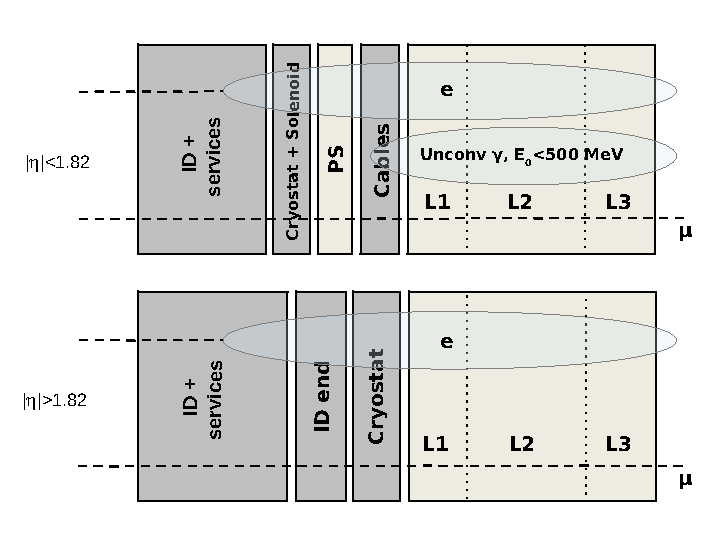 |η|<1.82
ID +
services
Cryostat + Solenoid
PS
Cables
e
Unconv γ, E₀<500 MeV
L1 L2 L3
μ
|η|>1.82
ID +
services
ID end
Cryostat
e
L1 L2 L3
μ